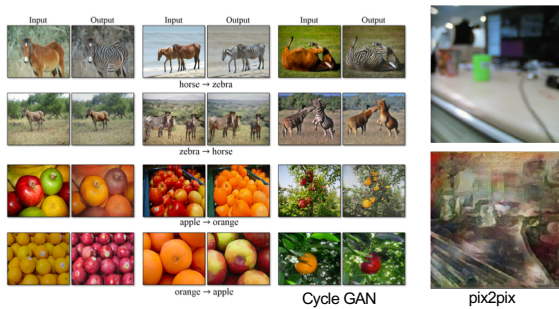 Input Output Input Output Input Output
horse → zebra
zebra → horse
apple → orange
orange → apple
Cycle GAN pix2pix